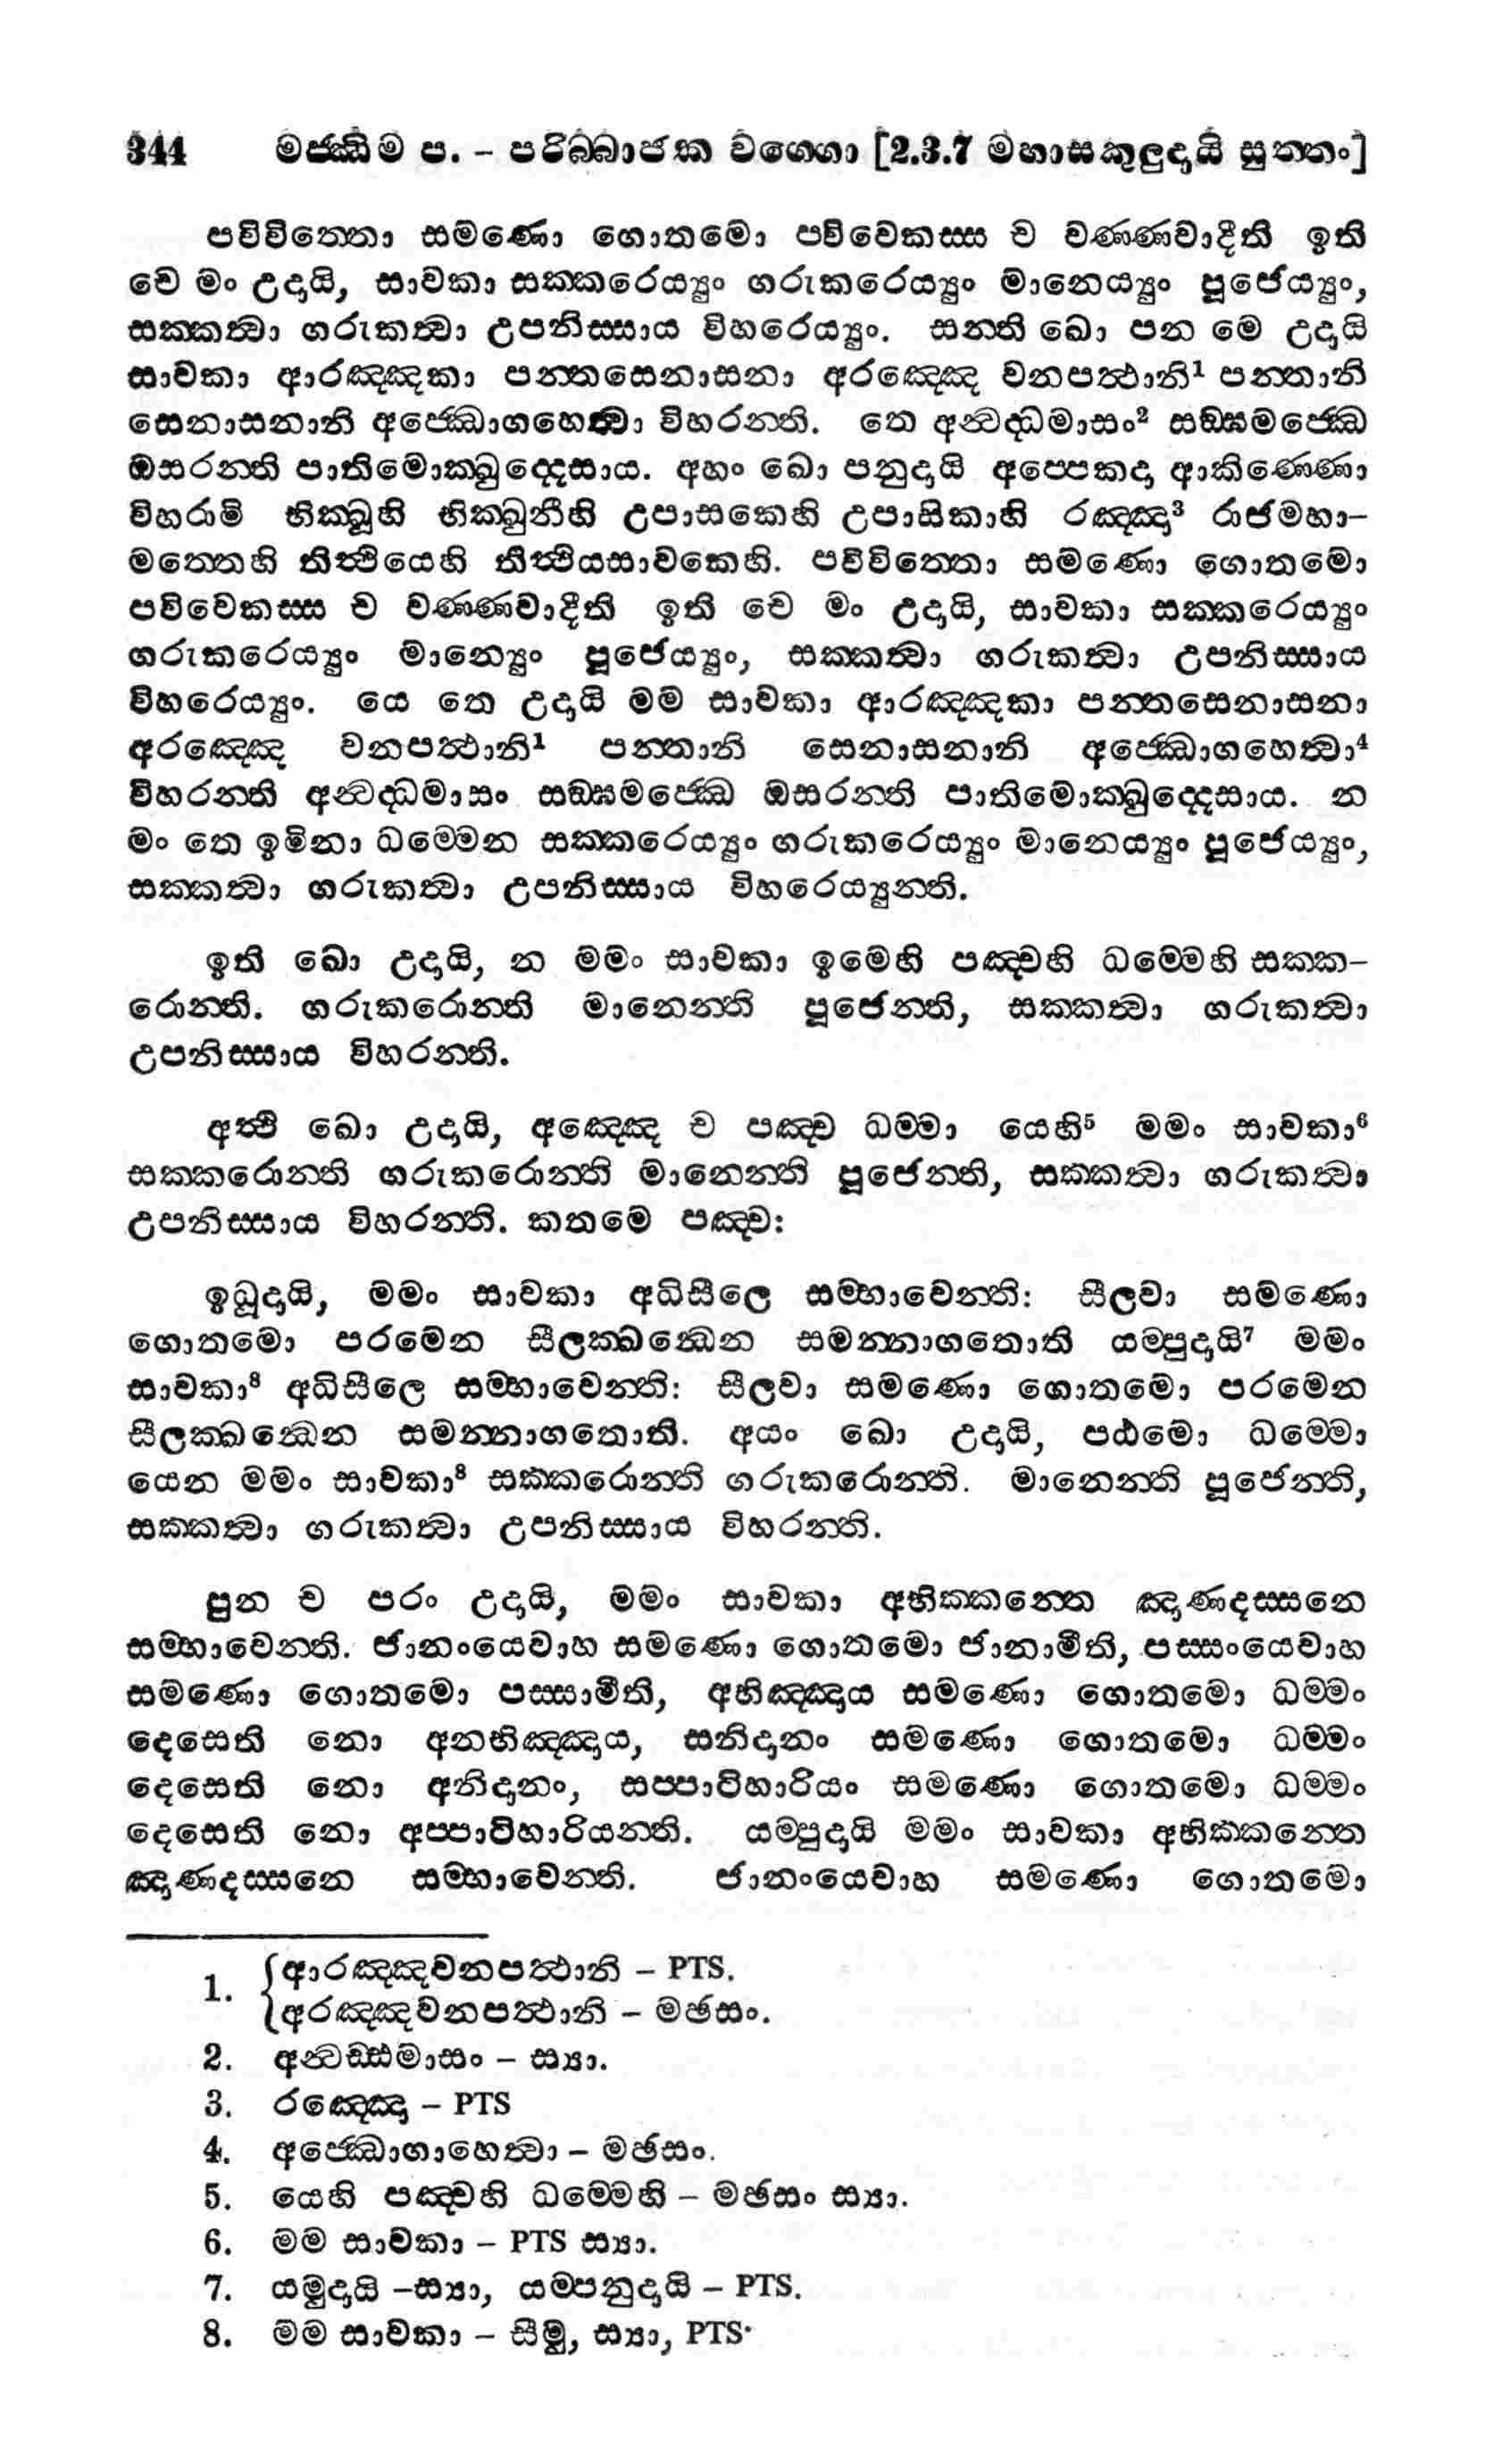 344 මජ්ඣිම ප. – පරිබ්බාජක වග්ගො [2.3.7 මහාසකුලුදායි සුත්තං]
පවිවිත්තො සමණො ගොතමො පවිවෙකස්ස ච වණ්ණවාදීති ඉති
චෙ මං උදායි, සාවකා සක්කරෙය්‍යුං ගරුකරෙය්‍යුං මානෙය්‍යුං පූජෙය්‍යුං,
සක්කත්‍වා ගරුකත්‍වා උපනිස්සාය විහරෙය්‍යුං. සන්ති ඛො පන මෙ උදායි
සාවකා ආරඤ්ඤකා පන්තසෙනාසනා අරඤ්ඤෙ වනපත්‍ථානි¹ පන්තානි
සෙනාසනානි අජ්ඣොගහෙත්‍වා විහරන්ති. තෙ අන්‍වද්ධමාසං² සඞ්ඝමජ්ඣෙ
ඔසරන්ති පාතිමොක්ඛුද්දෙසාය. අහං ඛො පනුදායි අප්පෙකදා ආකිණ්ණො
විහරාමි භික්ඛූහි භික්ඛුනීහි උපාසකෙහි උපාසිකාහි රඤ්ඤා³ රාජමහා–
මත්තෙහි තිත්‍ථියෙහි තිත්‍ථියසාවකෙහි. පවිවිත්තො සමණො ගොතමො
පවිවෙකස්ස ච වණ්ණවාදීති ඉති චෙ මං උදායි, සාවකා සක්කරෙය්‍යුං
ගරුකරෙය්‍යුං මානෙ‍ය්‍යුං පූජෙය්‍යුං, සක්කත්‍වා ගරුකත්‍වා උපනිස්සාය
විහරෙය්‍යුං. යෙ තෙ උදායි මම සාවකා ආරඤ්ඤකා පන්තසෙනාසනා
අරඤ්ඤෙ වනපත්‍ථානි¹ පන්තානි සෙනාසනානි අජ්ඣොගහෙත්‍වා⁴
විහරන්ති අන්‍වද්ධමාසං සඞ්ඝමජ්ඣෙ ඔසරන්ති පාතිමොක්ඛුද්දෙසාය. න
මං තෙ ඉමිනා ධම්මෙන සක්කරෙය්‍යුං ගරුකරෙය්‍යුං මානෙය්‍යුං පූජෙය්‍යුං,
සක්කත්‍වා ගරුකත්‍වා උපනිස්සාය විහරෙය්‍යුන්ති.
ඉති ඛො උදායි, න මමං සාවකා ඉමෙහි පඤ්චහි ධම්මෙහි සක්ක–
රොන්ති. ගරුකරොන්ති මානෙන්ති පූජෙන්ති, සක්කත්‍වා ගරුකත්‍වා
උපනිස්සාය විහරන්ති.
අත්‍ථි ඛො උදායි, අඤ්ඤෙ ච පඤ්ච ධම්මා යෙහි⁵ මමං සාවකා⁶
සක්කරොන්ති ගරුකරොන්ති මානෙන්ති පූජෙන්ති, සක්කත්‍වා ගරුකත්‍වා
උපනිස්සාය විහරන්ති. කතමෙ පඤ්ච:
ඉධූදායි, මමං සාවකා අධිසීලෙ සම්භාවෙන්ති: සීලවා සමණො
ගොතමො පරමෙන සීලක්ඛන්‍ධෙන සමන්නාගතොති යම්පුදායි⁷ මමං
සාවකා⁸ අධිසීලෙ සම්භාවෙන්ති: සීලවා සමණො ගොතමො පරමෙන
සීලක්ඛන්‍ධෙන සමන්නාගතොති. අයං ඛො උදායි, පඨමො ධම්මො
යෙන මමං සාවකා⁸ සක්කරොන්ති ගරුකරොන්ති. මානෙන්ති පූජෙන්ති,
සක්කත්‍වා ගරුකත්‍වා උපනිස්සාය විහරන්ති.
පුන ච පරං උදායි, මමං සාවකා අභික්කන්තෙ ඤාණදස්සනෙ
සම්භාවෙන්ති. ජානංයෙවාහ සමණො ගොතමො ජානාමීති, පස්සංයෙවාහ
සමණො ගොතමො පස්සාමීති, අභිඤ්ඤාය සමණො ගොතමො ධම්මං
දෙසෙති නො අනභිඤ්ඤාය, සනිදානං සමණො ගොතමො ධම්මං
දෙසෙති නො අනිදානං, සප්පාටිහාරියං සමණො ගොතමො ධම්මං
දෙසෙති නො අප්පාටිහාරියන්ති. යම්පුදායි මමං සාවකා අභික්කන්තෙ
ඤාණදස්සනෙ සම්භාවෙන්ති. ජානංයෙවාහ සමණො ගොතමො
1. ආරඤ්ඤවනපත්‍ථානි – PTS.
අරඤ්ඤවනපත්‍ථානි – මඡසං.
2. අන්‍වඩ්ඪමාසං – ස්‍යා.
3. රඤ්ඤො – PTS
4. අජ්ඣොගාහෙත්‍වා – මඡසං.
5. යෙහි පඤ්චහි ධම්මෙහි – මඡසං ස්‍යා.
6. මම සාවකා – PTS ස්‍යා.
7. යමුදායි –ස්‍යා, යම්පනුදායි – PTS.
8. මම සාවකා – සීමු, ස්‍යා, PTS·